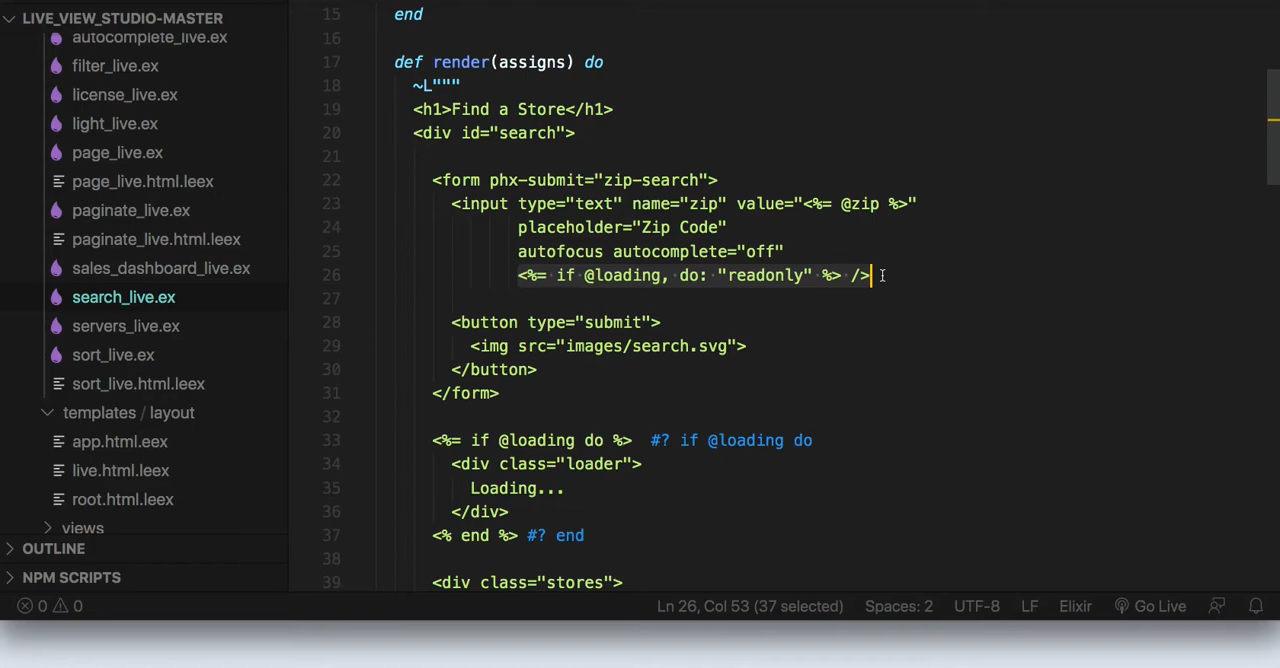 LIVE_VIEW_STUDIO-MASTER
autocomplete_live.ex
filter_live.ex
license_live.ex
light_live.ex
page_live.ex
page_live.html.leex
paginate_live.ex
paginate_live.html.leex
sales_dashboard_live.ex
search_live.ex
servers_live.ex
sort_live.ex
sort_live.html.leex
templates / layout
app.html.eex
live.html.leex
root.html.leex
views
OUTLINE
NPM SCRIPTS
15 end
16
17 def render(assigns) do
18 ~L"""
19 <h1>Find a Store</h1>
20 <div id="search">
21
22 <form phx-submit="zip-search">
23 <input type="text" name="zip" value="<%= @zip %>"
24 placeholder="Zip Code"
25 autofocus autocomplete="off"
26 <%= if @loading, do: "readonly" %> />
27
28 <button type="submit">
29 <img src="images/search.svg">
30 </button>
31 </form>
32
33 <%= if @loading do %> #? if @loading do
34 <div class="loader">
35 Loading...
36 </div>
37 <% end %> #? end
38
39 <div class="stores">
0 0 Ln 26, Col 53 (37 selected) Spaces: 2 UTF-8 LF Elixir Go Live